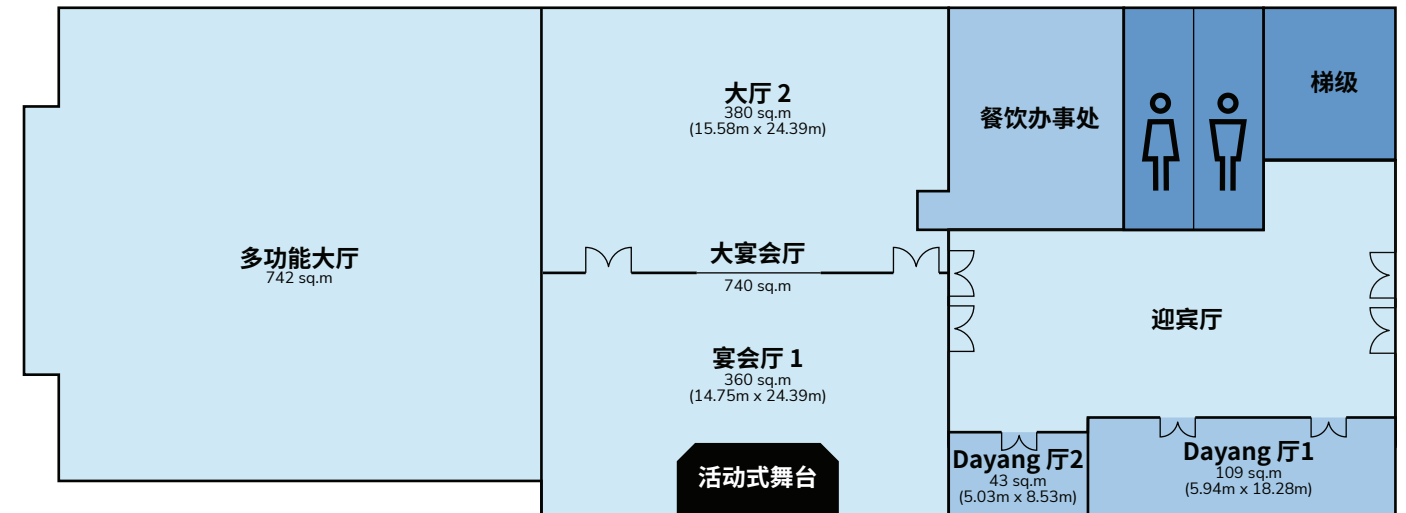 多功能大厅
742 sq.m
大厅 2
380 sq.m
(15.58m x 24.39m)
大宴会厅
740 sq.m
宴会厅 1
360 sq.m
(14.75m x 24.39m)
活动式舞台
餐饮办事处
梯级
迎宾厅
Dayang 厅2
43 sq.m
(5.03m x 8.53m)
Dayang 厅1
109 sq.m
(5.94m x 18.28m)